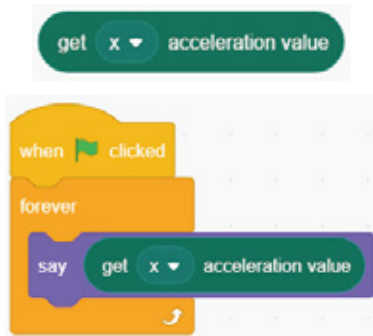 get x acceleration value
when clicked
forever
say get x acceleration value